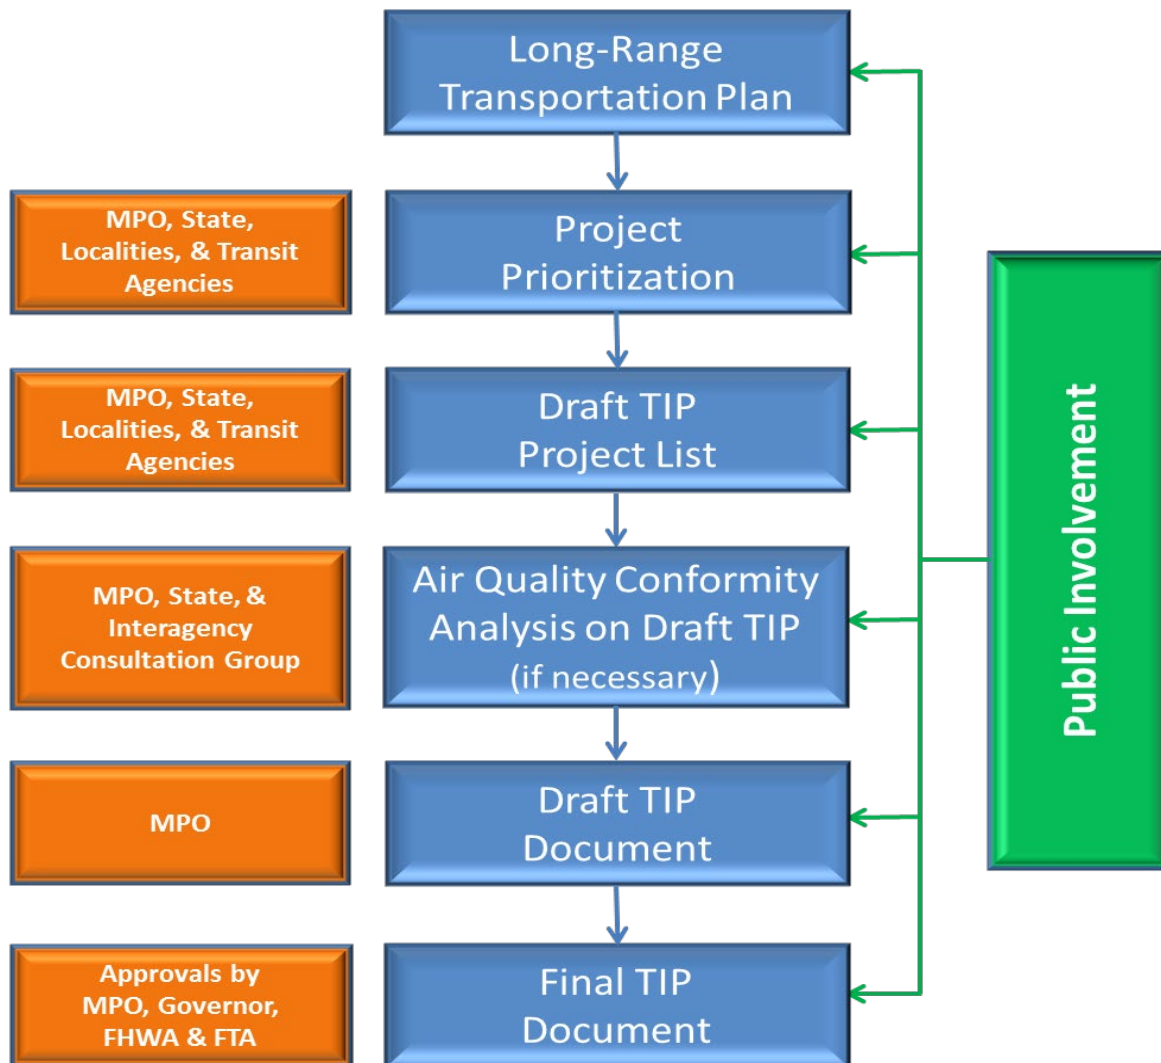 Long-Range
Transportation Plan
MPO, State,
Localities, & Transit
Agencies
Project
Prioritization
MPO, State,
Localities, & Transit
Agencies
Draft TIP
Project List
MPO, State, &
Interagency
Consultation Group
Air Quality Conformity
Analysis on Draft TIP
(if necessary)
MPO
Draft TIP
Document
Approvals by
MPO, Governor,
FHWA & FTA
Final TIP
Document
Public Involvement